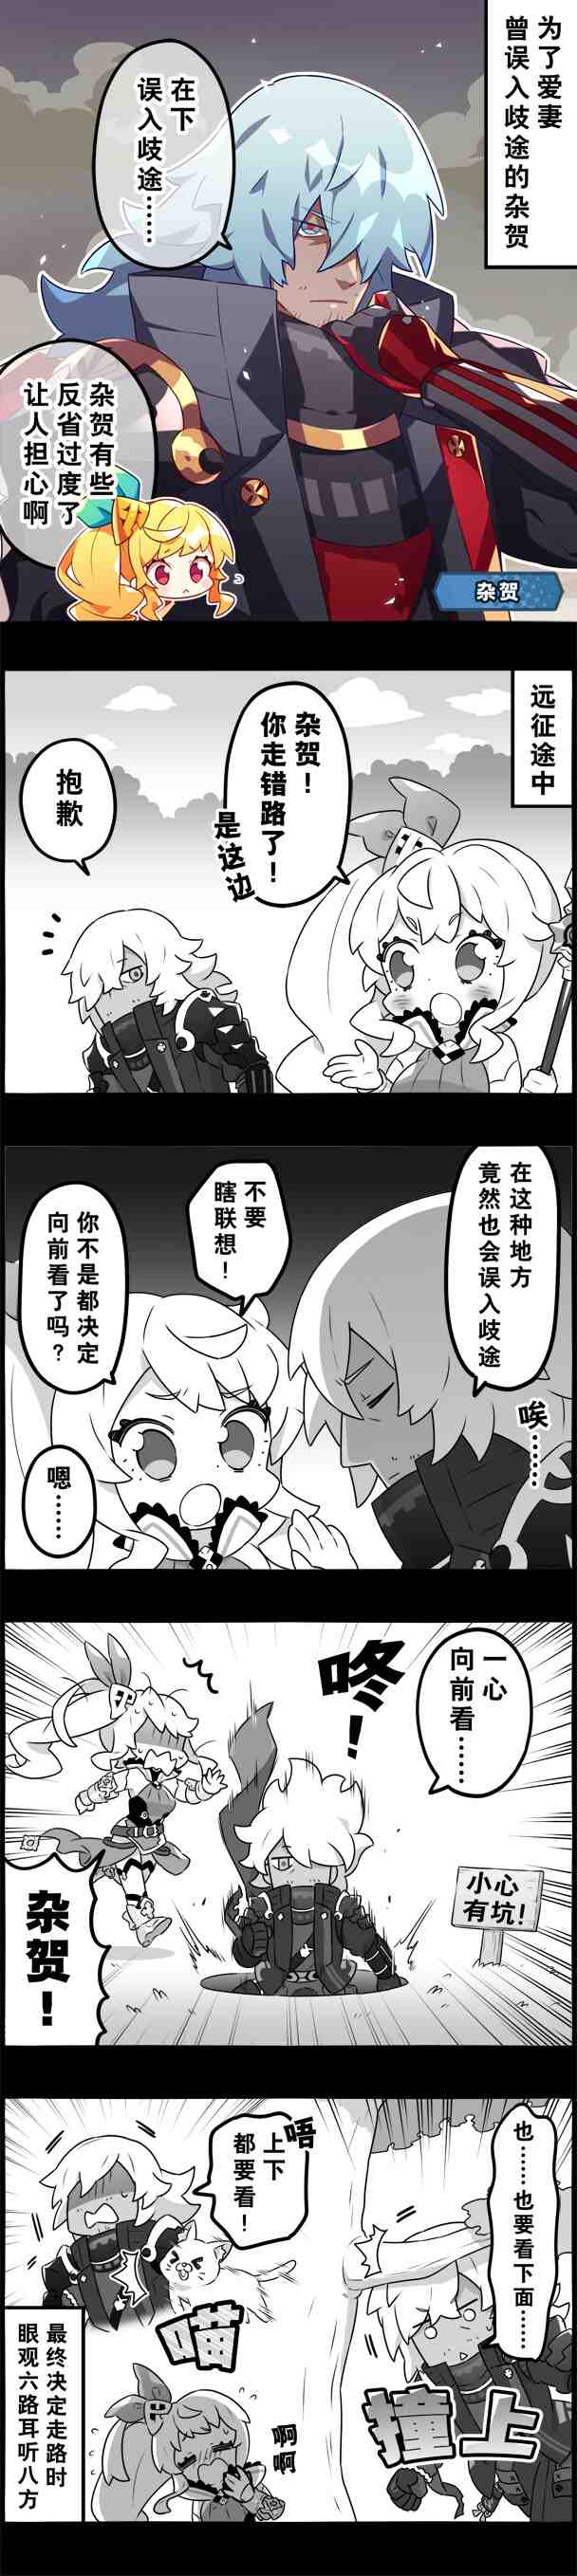 为了爱妻
曾误入歧途的杂贺
在下
误入歧途……
杂贺有些
反省过度了
让人担心啊
杂贺
远征途中
杂贺！
你走错路了！
是这边
抱歉
在这种地方
竟然也会误入歧途
唉……
不要
瞎联想！
你不是都决定
向前看了吗？
嗯……
一心
向前看……
咚！
小心
有坑！
杂贺！
也……也要看下面……
撞上
唔
上下
都要看！
喵
啊啊
最终决定走路时
眼观六路耳听八方